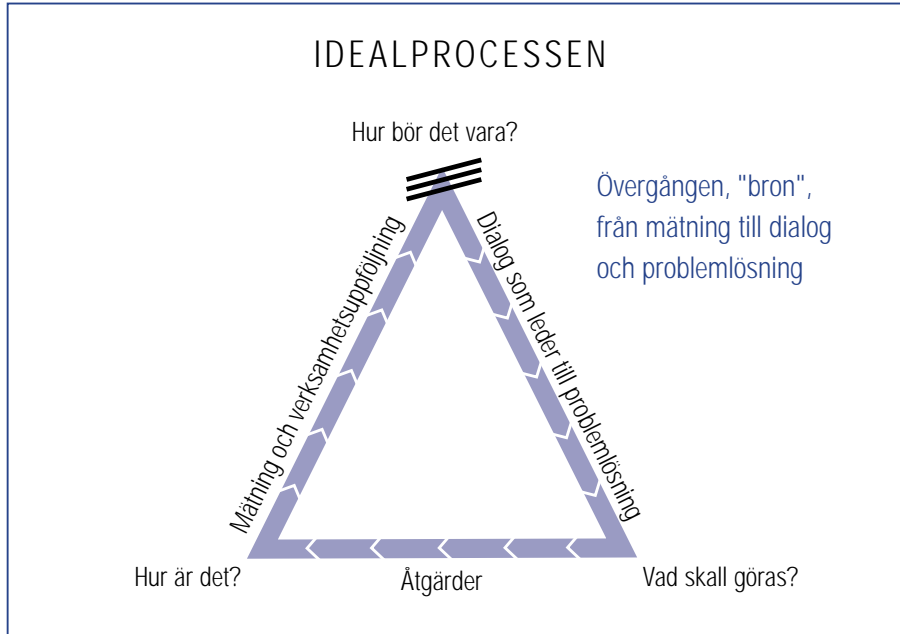 IDEALPROCESSEN
Hur bör det vara?
Övergången, "bron",
från mätning till dialog
och problemlösning
Mätning och verksamhetsuppföljning
Dialog som leder till problemlösning
Hur är det?
Åtgärder
Vad skall göras?